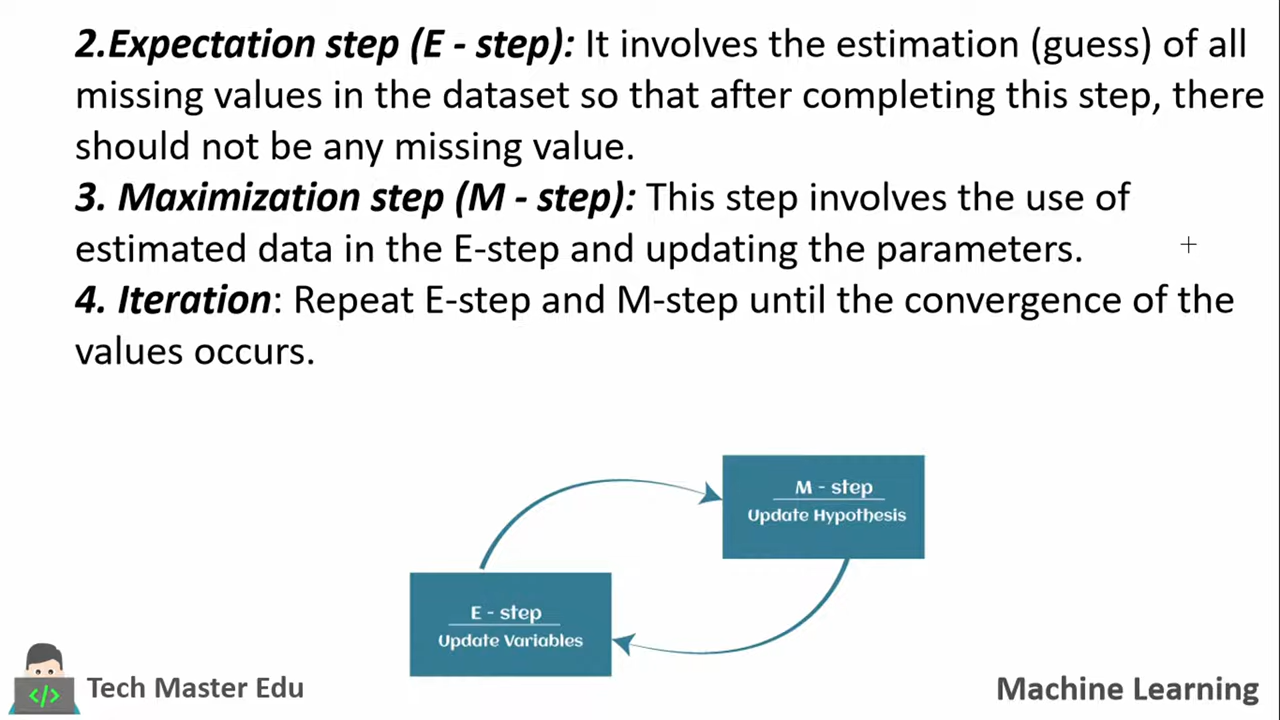 2.Expectation step (E - step): It involves the estimation (guess) of all
missing values in the dataset so that after completing this step, there
should not be any missing value.
3. Maximization step (M - step): This step involves the use of
estimated data in the E-step and updating the parameters.
4. Iteration: Repeat E-step and M-step until the convergence of the
values occurs.
M - step
Update Hypothesis
E - step
Update Variables
</>
Tech Master Edu
Machine Learning